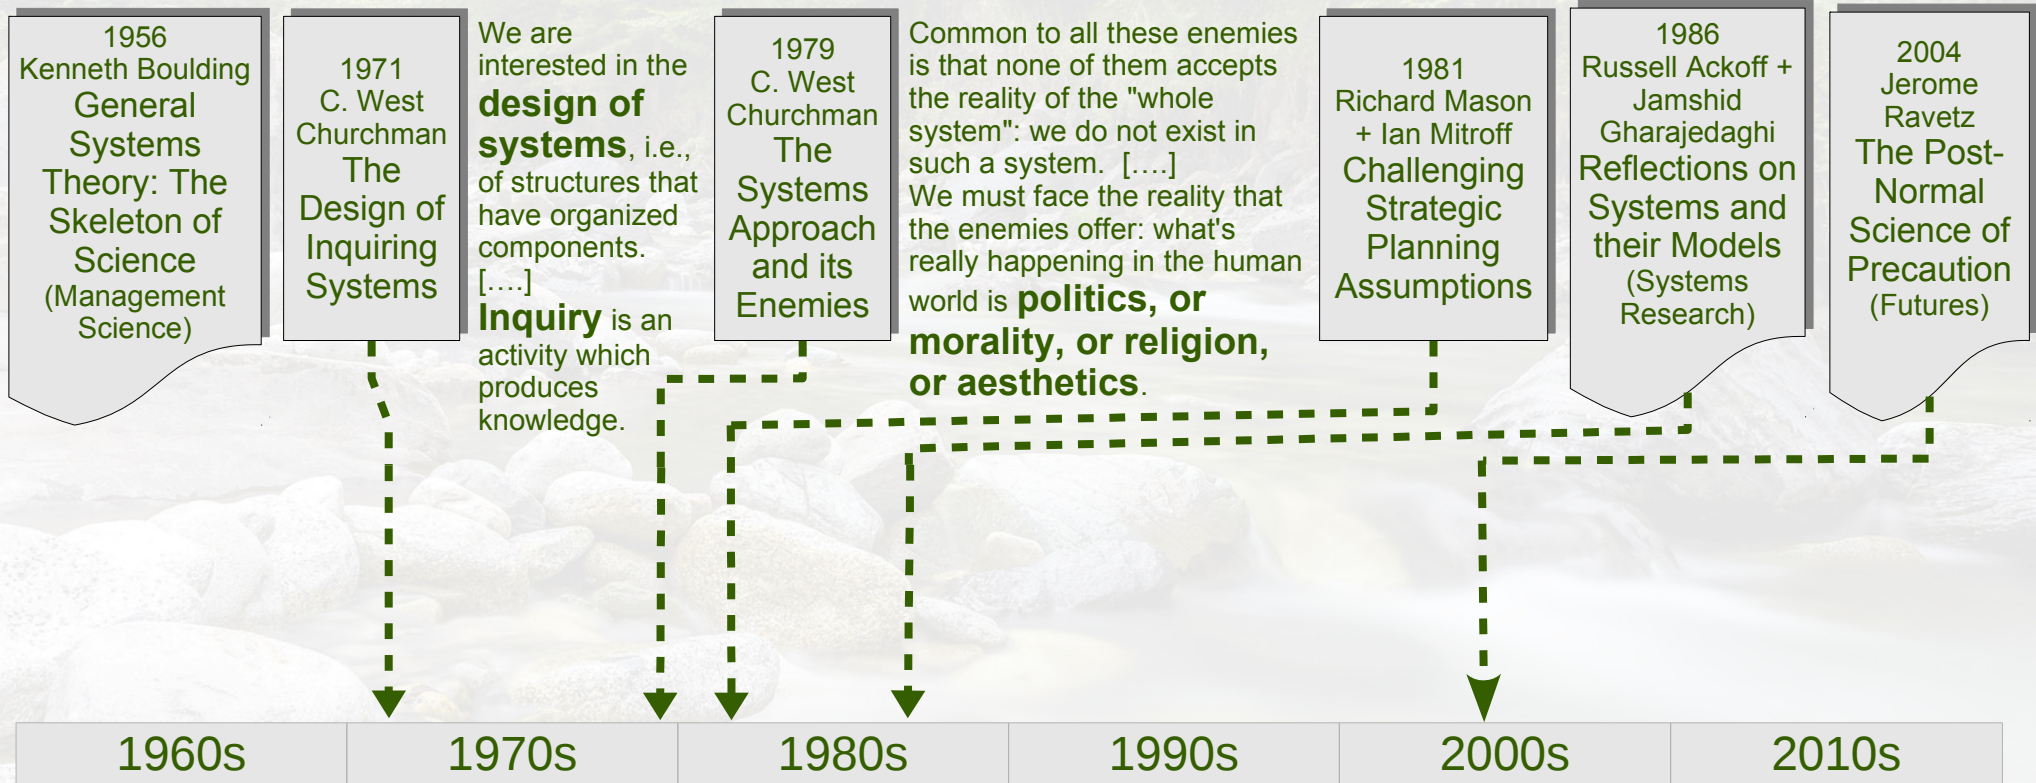 1956
Kenneth Boulding
General
Systems
Theory: The
Skeleton of
Science
(Management
Science)
1971
C. West
Churchman
The
Design of
Inquiring
Systems
We are
interested in the
design of
systems, i.e.,
of structures that
have organized
components.
[….]
Inquiry is an
activity which
produces
knowledge.
1979
C. West
Churchman
The
Systems
Approach
and its
Enemies
Common to all these enemies
is that none of them accepts
the reality of the "whole
system": we do not exist in
such a system. [….]
We must face the reality that
the enemies offer: what's
really happening in the human
world is politics, or
morality, or religion,
or aesthetics.
1981
Richard Mason
+ Ian Mitroff
Challenging
Strategic
Planning
Assumptions
1986
Russell Ackoff +
Jamshid
Gharajedaghi
Reflections on
Systems and
their Models
(Systems
Research)
2004
Jerome
Ravetz
The Post-
Normal
Science of
Precaution
(Futures)
1960s
1970s
1980s
1990s
2000s
2010s